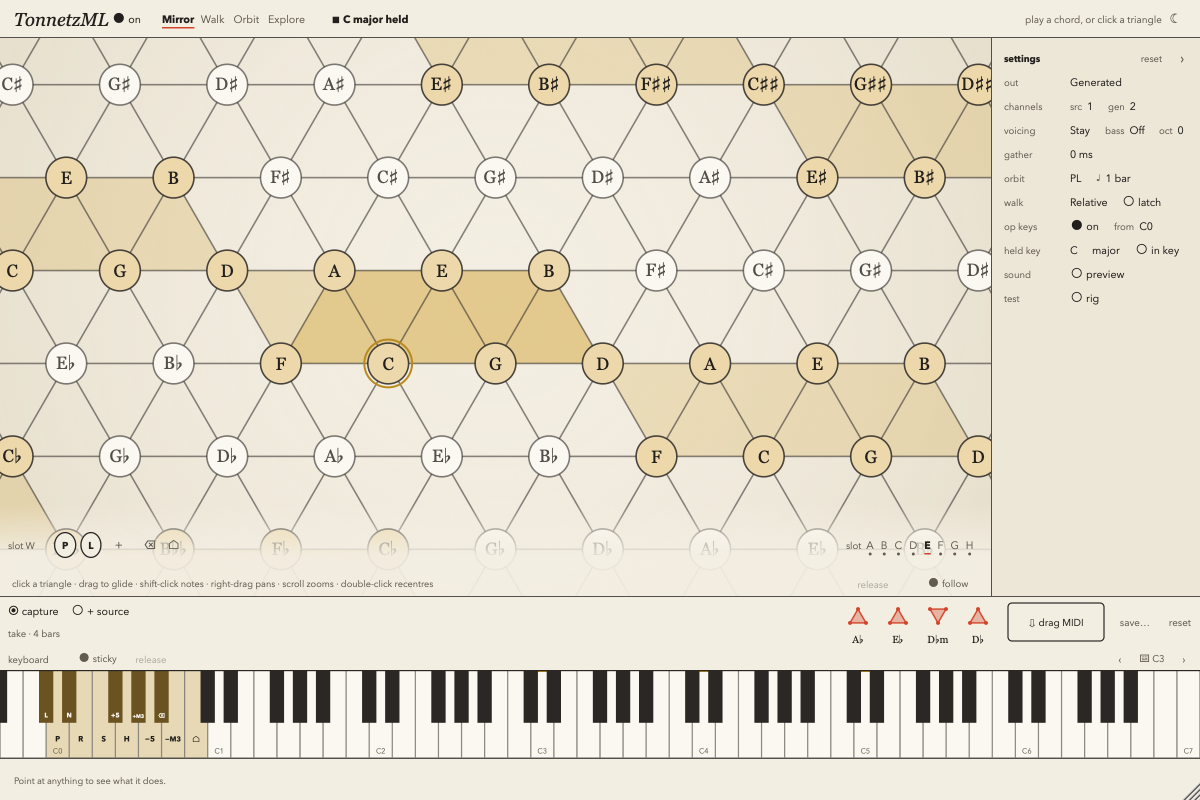 TonnetzML on Mirror Walk Orbit Explore C major held play a chord, or click a triangle
C♯ G♯ D♯ A♯ E♯ B♯ F♯♯ C♯♯ G♯♯ D♯♯
E B F♯ C♯ G♯ D♯ A♯ E♯ B♯
C G D A E B F♯ C♯ G♯ D♯
E♭ B♭ F C G D A E B
C♭ G♭ D♭ A♭ E♭ B♭ F C G D
B♭♭ F♭ C♭ G♭ D♭ A♭ E♭
slot W P L + slot A B C D E F G H
click a triangle · drag to glide · shift-click notes · right-drag pans · scroll zooms · double-click recentres release follow
settings reset ›
out Generated
channels src 1 gen 2
voicing Stay bass Off oct 0
gather 0 ms
orbit PL ♩ 1 bar
walk Relative latch
op keys on from C0
held key C major in key
sound preview
test rig
capture + source
take · 4 bars
A♭ E♭ D♭m D♭
⇩ drag MIDI save… reset
keyboard sticky release ‹ C3 ›
L N +5 +M3 ⌫
P R S H −5 −M3
C0 C1 C2 C3 C4 C5 C6 C7
Point at anything to see what it does.